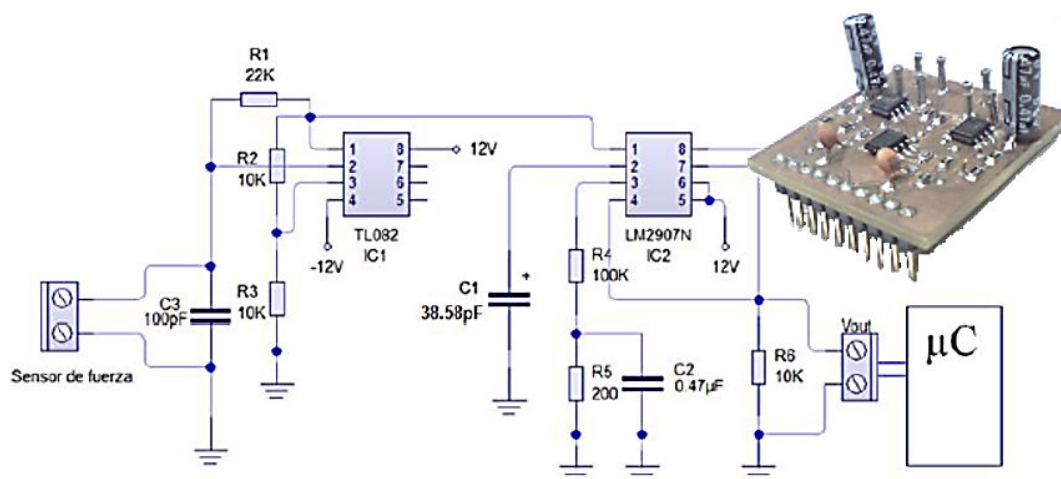 R1
22K
R2
10K
1 8
2 7
3 6
4 5
12V
-12V
TL082
IC1
R3
10K
C3
100pF
Sensor de fuerza
C1
+
38.58pF
1 8
2 7
3 6
4 5
LM2907N
IC2
12V
R4
100K
R5
200
C2
0.47µF
R6
10K
Vout
µC